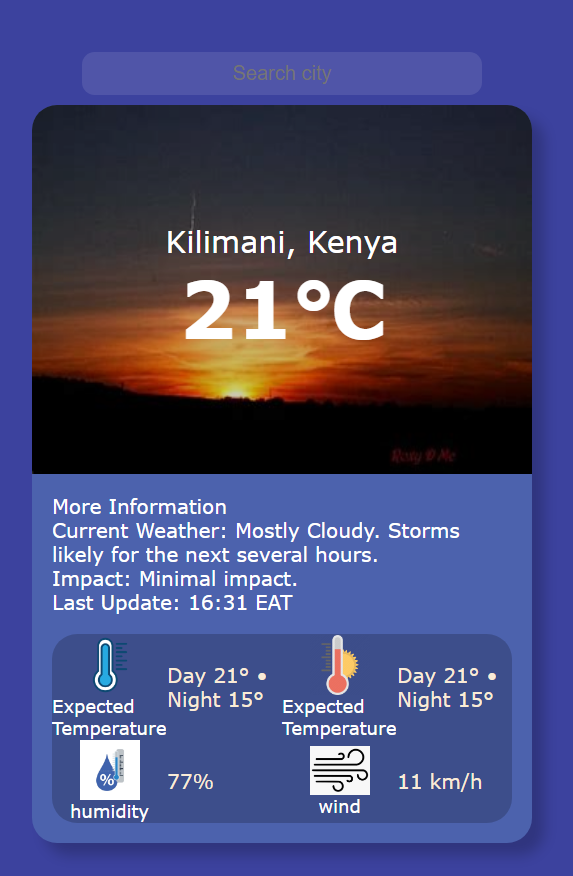 Search city
Kilimani, Kenya
21°C
More Information
Current Weather: Mostly Cloudy. Storms
likely for the next several hours.
Impact: Minimal impact.
Last Update: 16:31 EAT
Expected
Temperature
Day 21° •
Night 15°
Expected
Temperature
Day 21° •
Night 15°
%
humidity
77%
wind
11 km/h